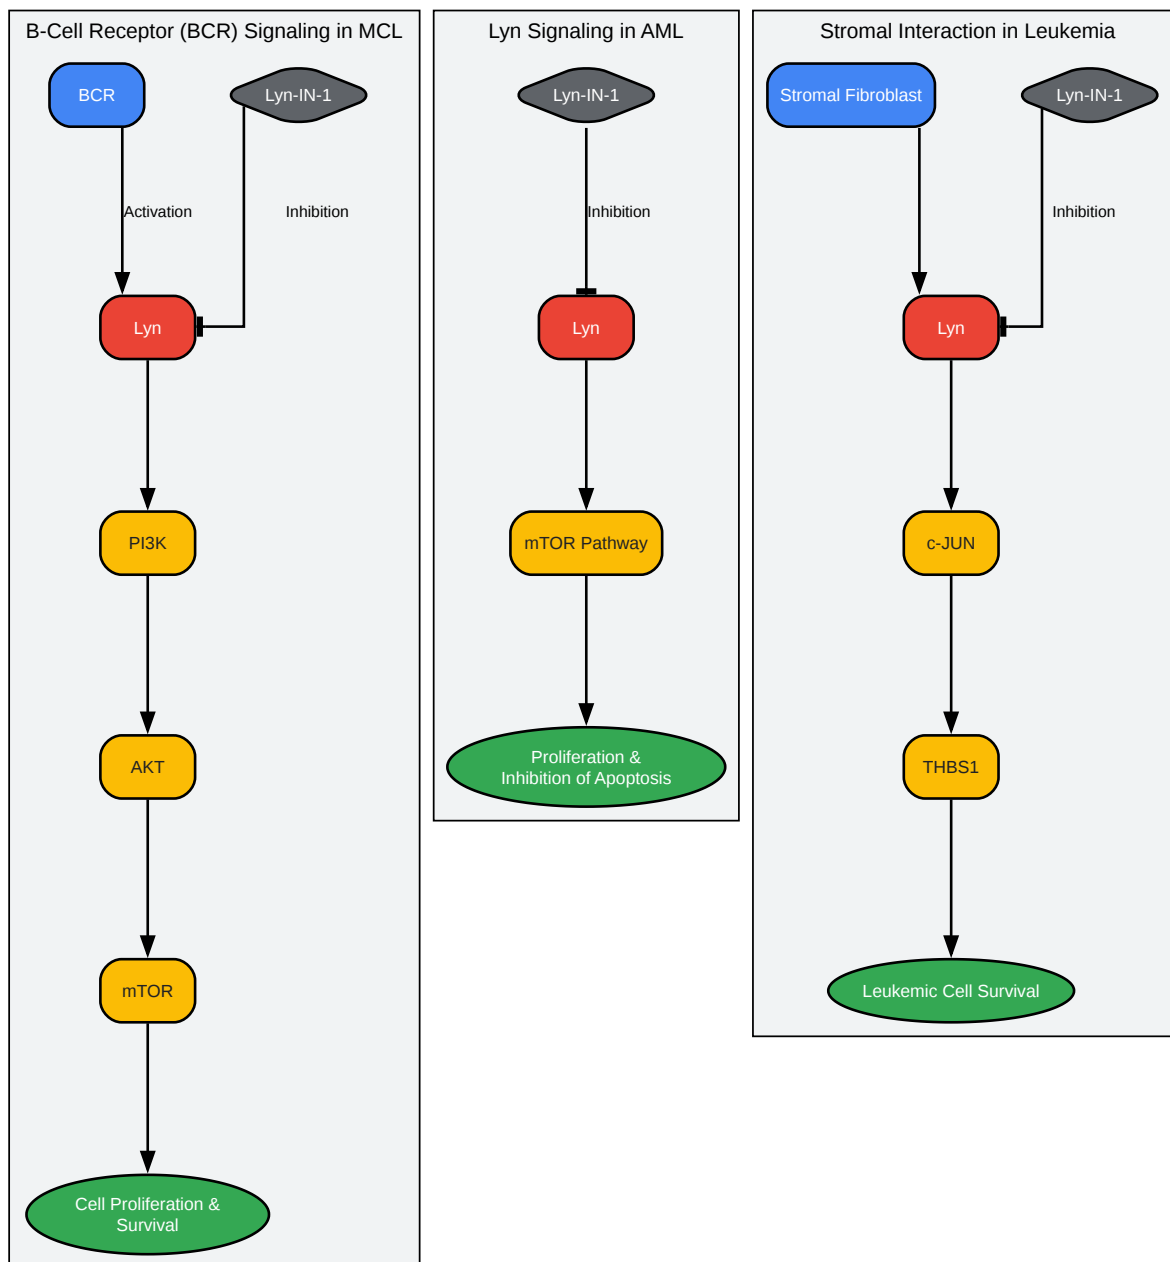 B-Cell Receptor (BCR) Signaling in MCL
BCR
Lyn-IN-1
Activation
Inhibition
Lyn
PI3K
AKT
mTOR
Cell Proliferation &
Survival
Lyn Signaling in AML
Lyn-IN-1
Inhibition
Lyn
mTOR Pathway
Proliferation &
Inhibition of Apoptosis
Stromal Interaction in Leukemia
Stromal Fibroblast
Lyn-IN-1
Inhibition
Lyn
c-JUN
THBS1
Leukemic Cell Survival